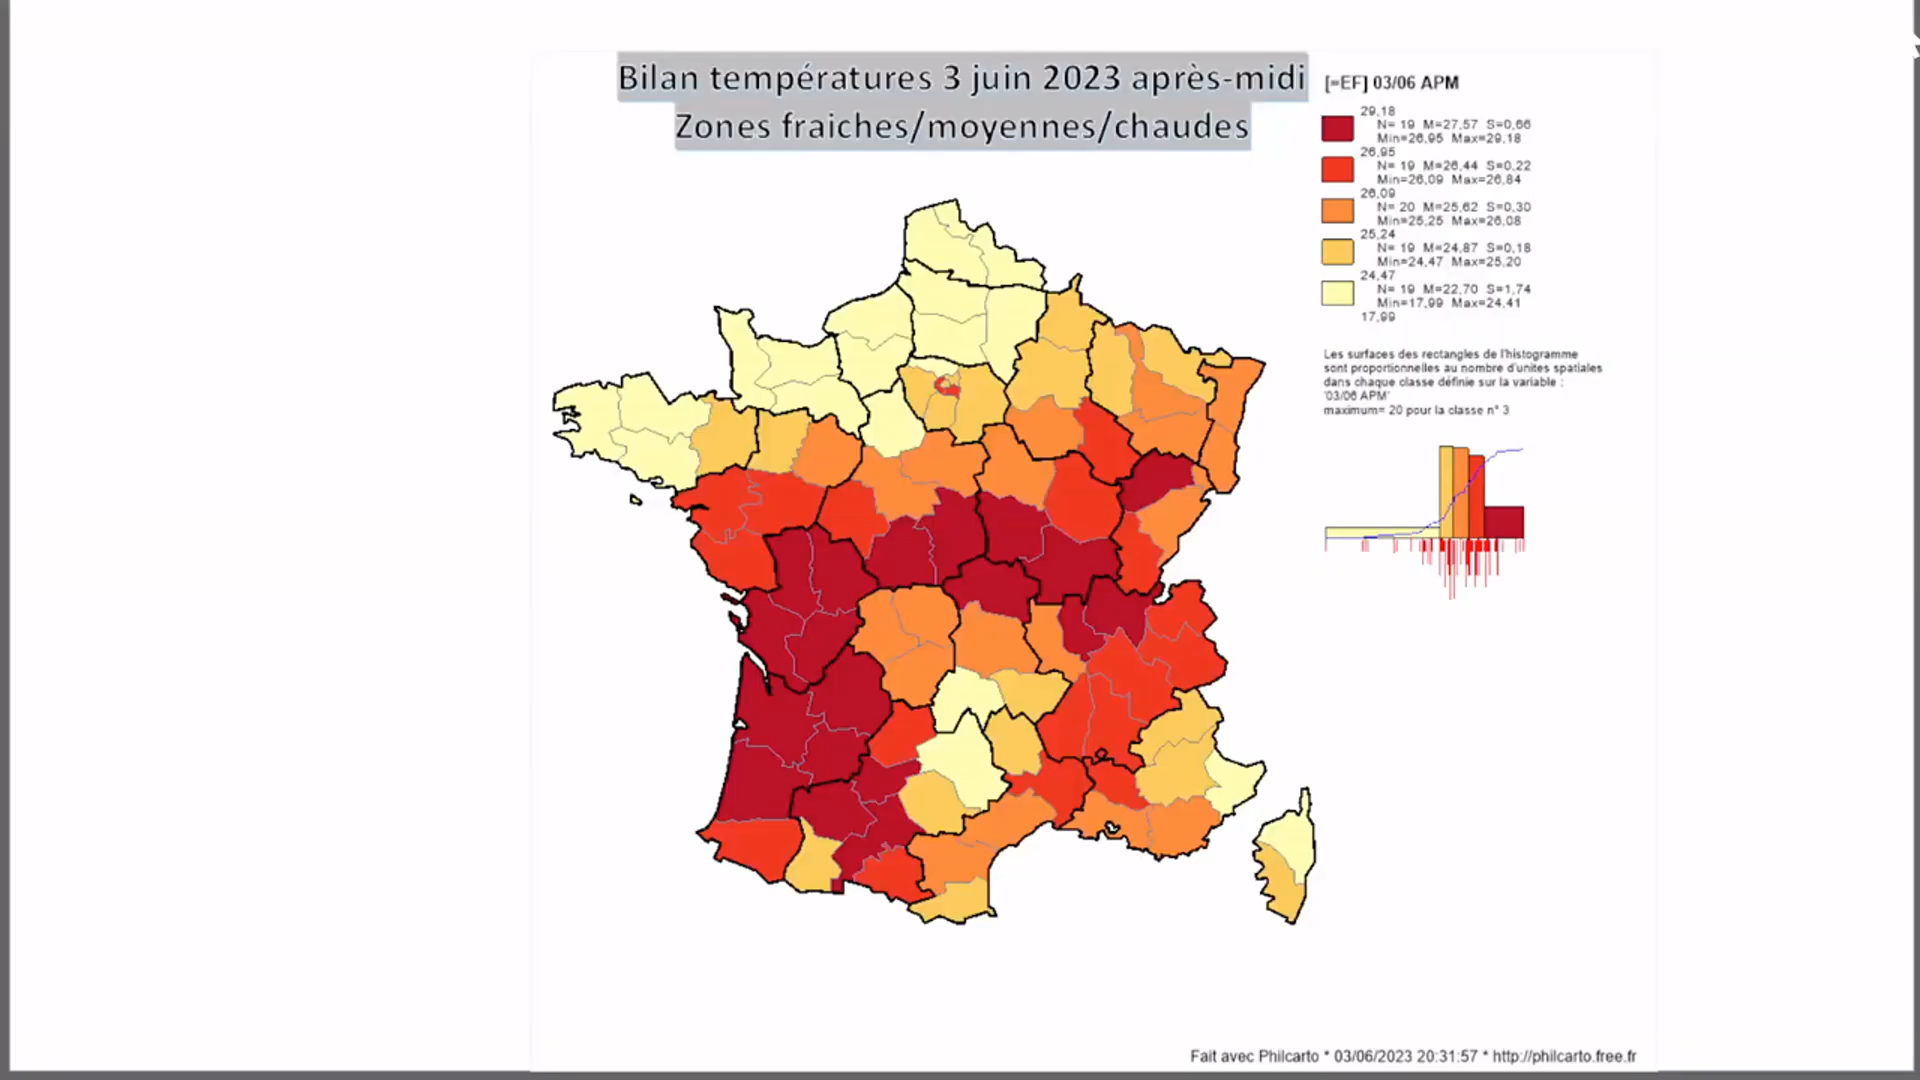 Bilan températures 3 juin 2023 après-midi
Zones fraiches/moyennes/chaudes
[=EF] 03/06 APM
29,18
N= 19 M=27,57 S=0,66
Min=26,95 Max=29,18
26,95
N= 19 M=26,44 S=0,22
Min=26,09 Max=26,84
26,09
N= 20 M=25,62 S=0,30
Min=25,25 Max=26,08
25,24
N= 19 M=24,87 S=0,18
Min=24,47 Max=25,20
24,47
N= 19 M=22,70 S=1,74
Min=17,99 Max=24,41
17,99
Les surfaces des rectangles de l'histogramme
sont proportionnelles au nombre d'unites spatiales
dans chaque classe définie sur la variable :
'03/06 APM'
maximum= 20 pour la classe n° 3
Fait avec Philcarto * 03/06/2023 20:31:57 * http://philcarto.free.fr